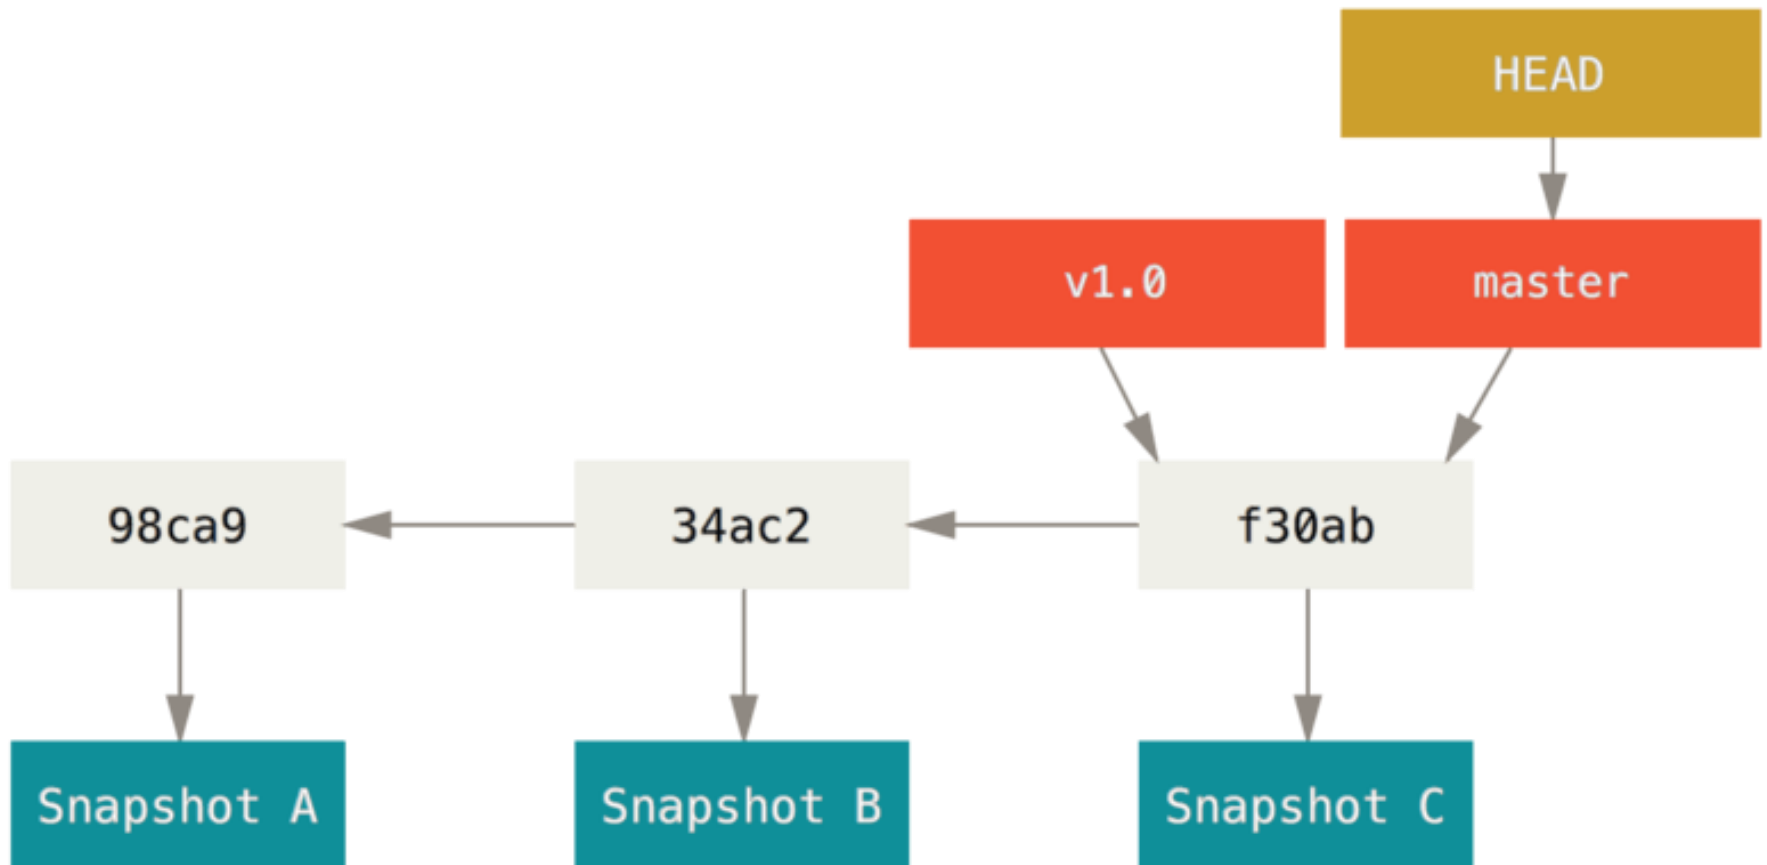 HEAD
v1.0
master
98ca9
34ac2
f30ab
Snapshot A
Snapshot B
Snapshot C